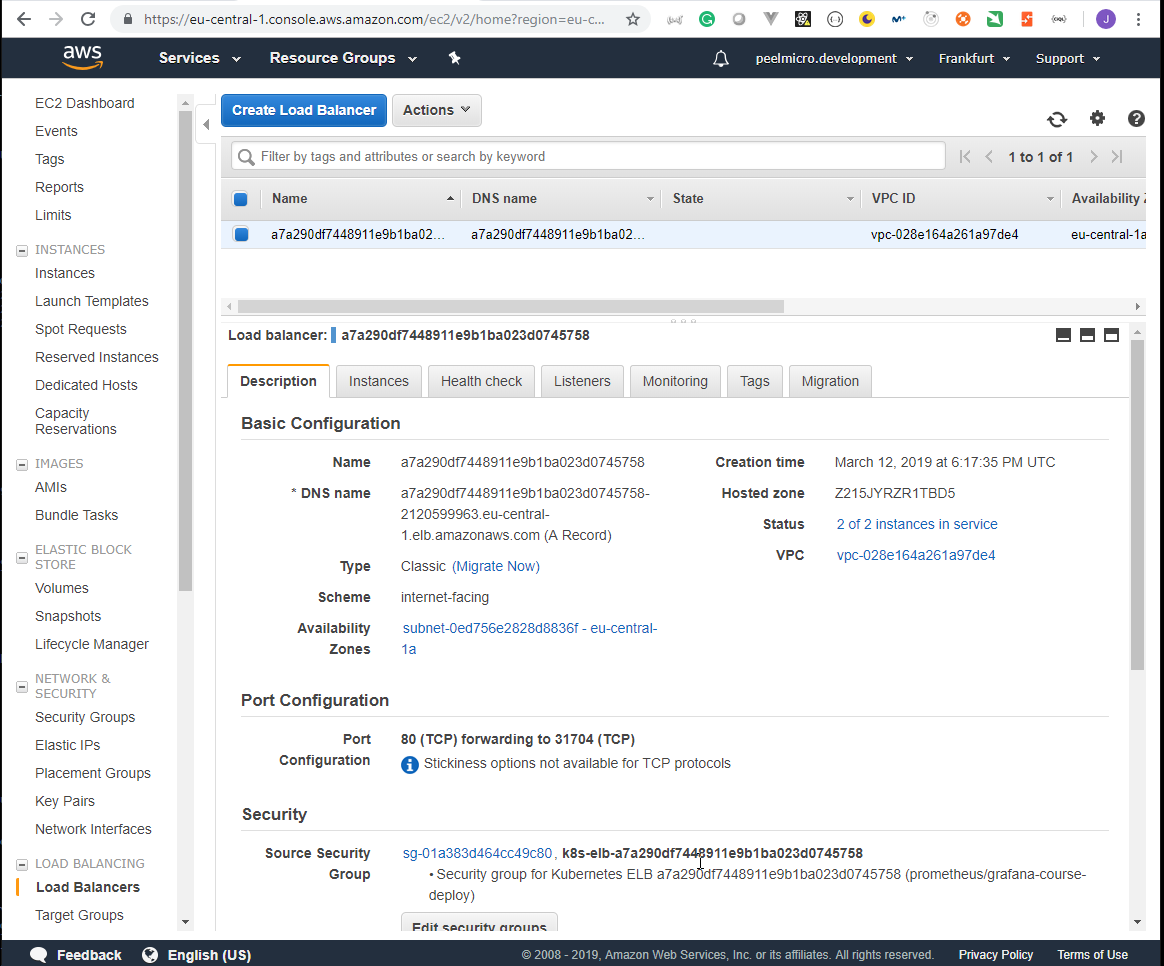 https://eu-central-1.console.aws.amazon.com/ec2/v2/home?region=eu-c...
J
aws
Services
Resource Groups
peelmicro.development
Frankfurt
Support
EC2 Dashboard
Events
Tags
Reports
Limits
INSTANCES
Instances
Launch Templates
Spot Requests
Reserved Instances
Dedicated Hosts
Capacity
Reservations
IMAGES
AMIs
Bundle Tasks
ELASTIC BLOCK
STORE
Volumes
Snapshots
Lifecycle Manager
NETWORK &
SECURITY
Security Groups
Elastic IPs
Placement Groups
Key Pairs
Network Interfaces
LOAD BALANCING
Load Balancers
Target Groups
Create Load Balancer
Actions
Filter by tags and attributes or search by keyword
1 to 1 of 1
Name DNS name State VPC ID Availability
a7a290df7448911e9b1ba02... a7a290df7448911e9b1ba02... vpc-028e164a261a97de4 eu-central-1a
Load balancer: a7a290df7448911e9b1ba023d0745758
Description Instances Health check Listeners Monitoring Tags Migration
Basic Configuration
Name a7a290df7448911e9b1ba023d0745758
* DNS name a7a290df7448911e9b1ba023d0745758-
2120599963.eu-central-
1.elb.amazonaws.com (A Record)
Type Classic (Migrate Now)
Scheme internet-facing
Availability subnet-0ed756e2828d8836f - eu-central-
Zones 1a
Creation time March 12, 2019 at 6:17:35 PM UTC
Hosted zone Z215JYRZR1TBD5
Status 2 of 2 instances in service
VPC vpc-028e164a261a97de4
Port Configuration
Port 80 (TCP) forwarding to 31704 (TCP)
Configuration Stickiness options not available for TCP protocols
Security
Source Security sg-01a383d464cc49c80, k8s-elb-a7a290df7448911e9b1ba023d0745758
Group • Security group for Kubernetes ELB a7a290df7448911e9b1ba023d0745758 (prometheus/grafana-course-
deploy)
Edit security groups
Feedback
English (US)
© 2008 - 2019, Amazon Web Services, Inc. or its affiliates. All rights reserved.
Privacy Policy
Terms of Use